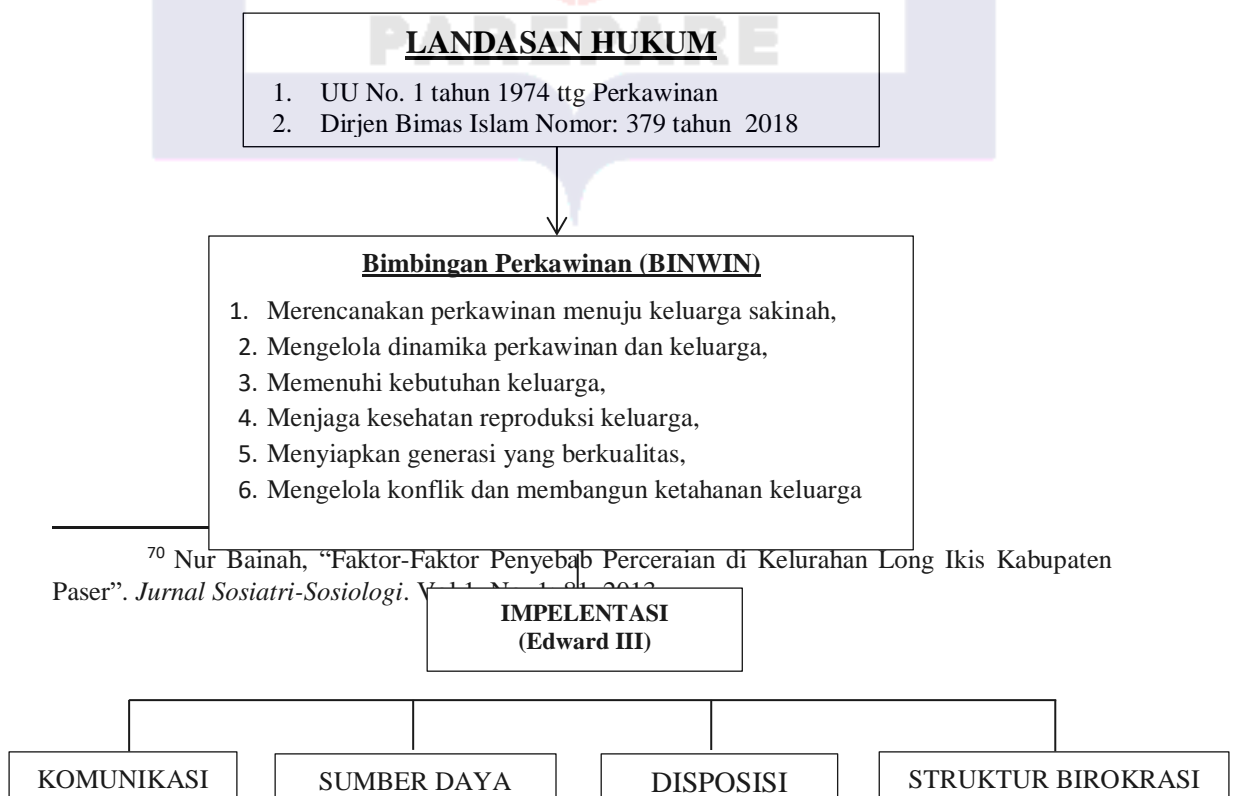 PAREPARE
LANDASAN HUKUM
1. UU No. 1 tahun 1974 ttg Perkawinan
2. Dirjen Bimas Islam Nomor: 379 tahun 2018
Bimbingan Perkawinan (BINWIN)
1. Merencanakan perkawinan menuju keluarga sakinah,
2. Mengelola dinamika perkawinan dan keluarga,
3. Memenuhi kebutuhan keluarga,
4. Menjaga kesehatan reproduksi keluarga,
5. Menyiapkan generasi yang berkualitas,
6. Mengelola konflik dan membangun ketahanan keluarga
70 Nur Bainah, “Faktor-Faktor Penyebab Perceraian di Kelurahan Long Ikis Kabupaten
Paser”. Jurnal Sosiatri-Sosiologi.
IMPELENTASI
(Edward III)
KOMUNIKASI
SUMBER DAYA
DISPOSISI
STRUKTUR BIROKRASI